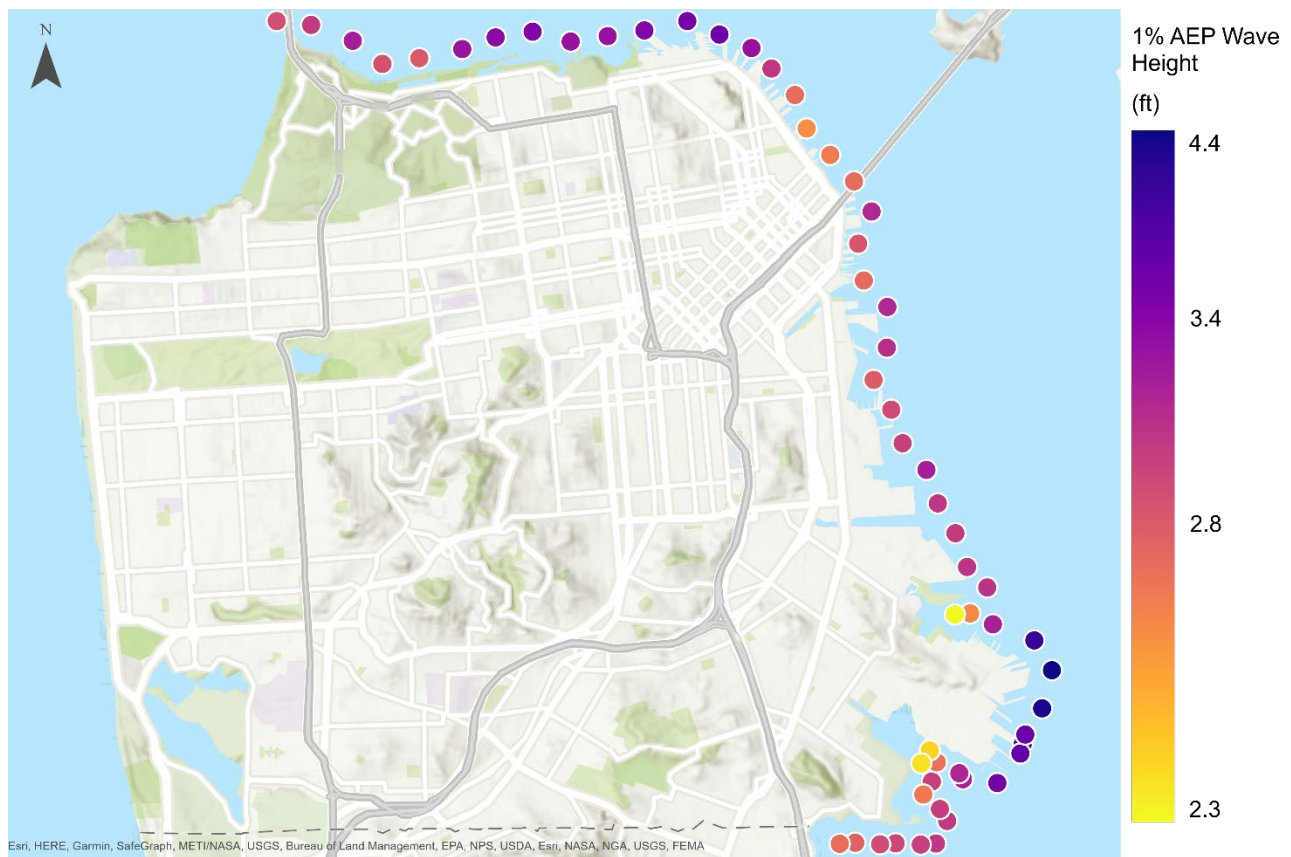 N
1% AEP Wave
Height
(ft)
4.4
3.4
2.8
2.3
Esri, HERE, Garmin, SafeGraph, METI/NASA, USGS, Bureau of Land Management, EPA, NPS, USDA, Esri, NASA, NGA, USGS, FEMA